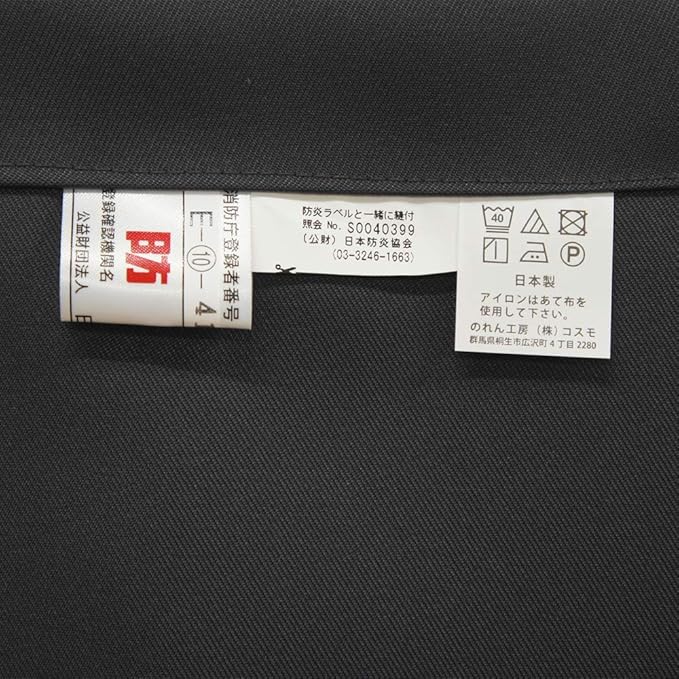 消防庁登録者番号
E-⑩-4
防炎
登録確認機関名
公益財団法人
防炎ラベルと一緒に縫付
照会 No. S0040399
(公財) 日本防炎協会
(03-3246-1663)
40
P
日本製
アイロンはあて布を
使用して下さい。
のれん工房 (株) コスモ
群馬県桐生市広沢町4丁目2280